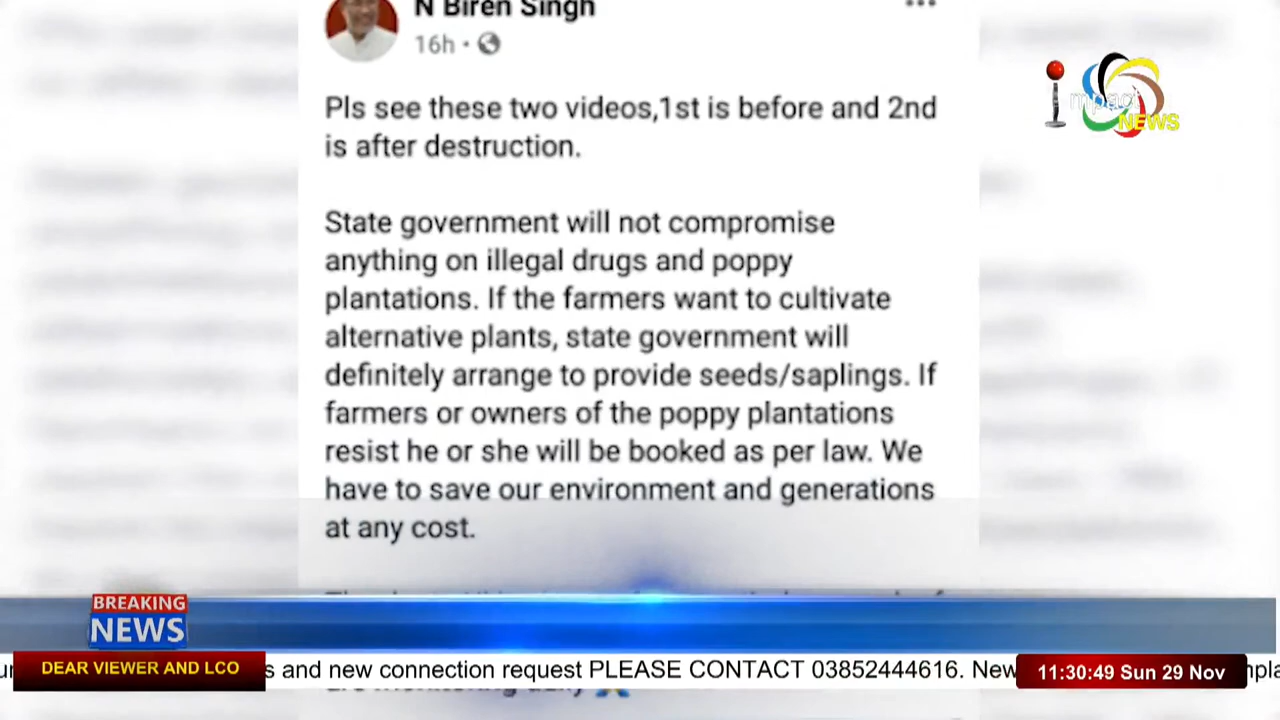 N Biren Singh
16h
Impact
NEWS
Pls see these two videos,1st is before and 2nd
is after destruction.
State government will not compromise
anything on illegal drugs and poppy
plantations. If the farmers want to cultivate
alternative plants, state government will
definitely arrange to provide seeds/saplings. If
farmers or owners of the poppy plantations
resist he or she will be booked as per law. We
have to save our environment and generations
at any cost.
BREAKING
NEWS
DEAR VIEWER AND LCO
s and new connection request PLEASE CONTACT 03852444616. New
11:30:49 Sun 29 Nov